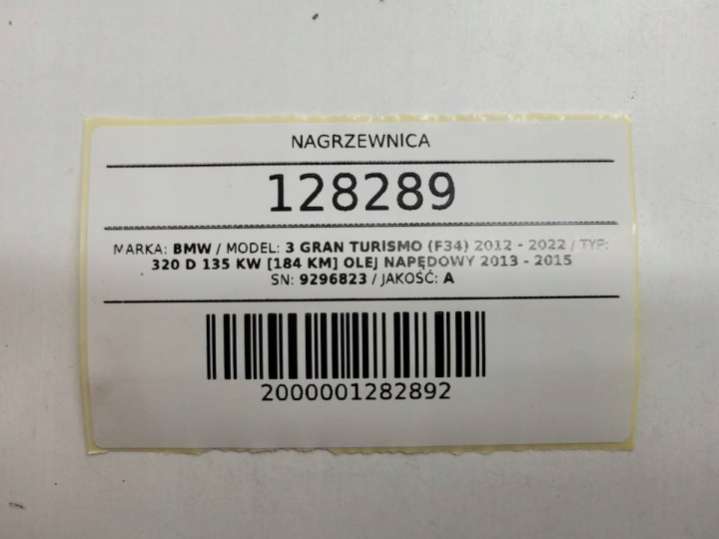 NAGRZEWNICA
128289
MARKA: BMW / MODEL: 3 GRAN TURISMO (F34) 2012 - 2022 / TYP:
320 D 135 KW [184 KM] OLEJ NAPĘDOWY 2013 - 2015
SN: 9296823 / JAKOŚĆ: A
2000001282892